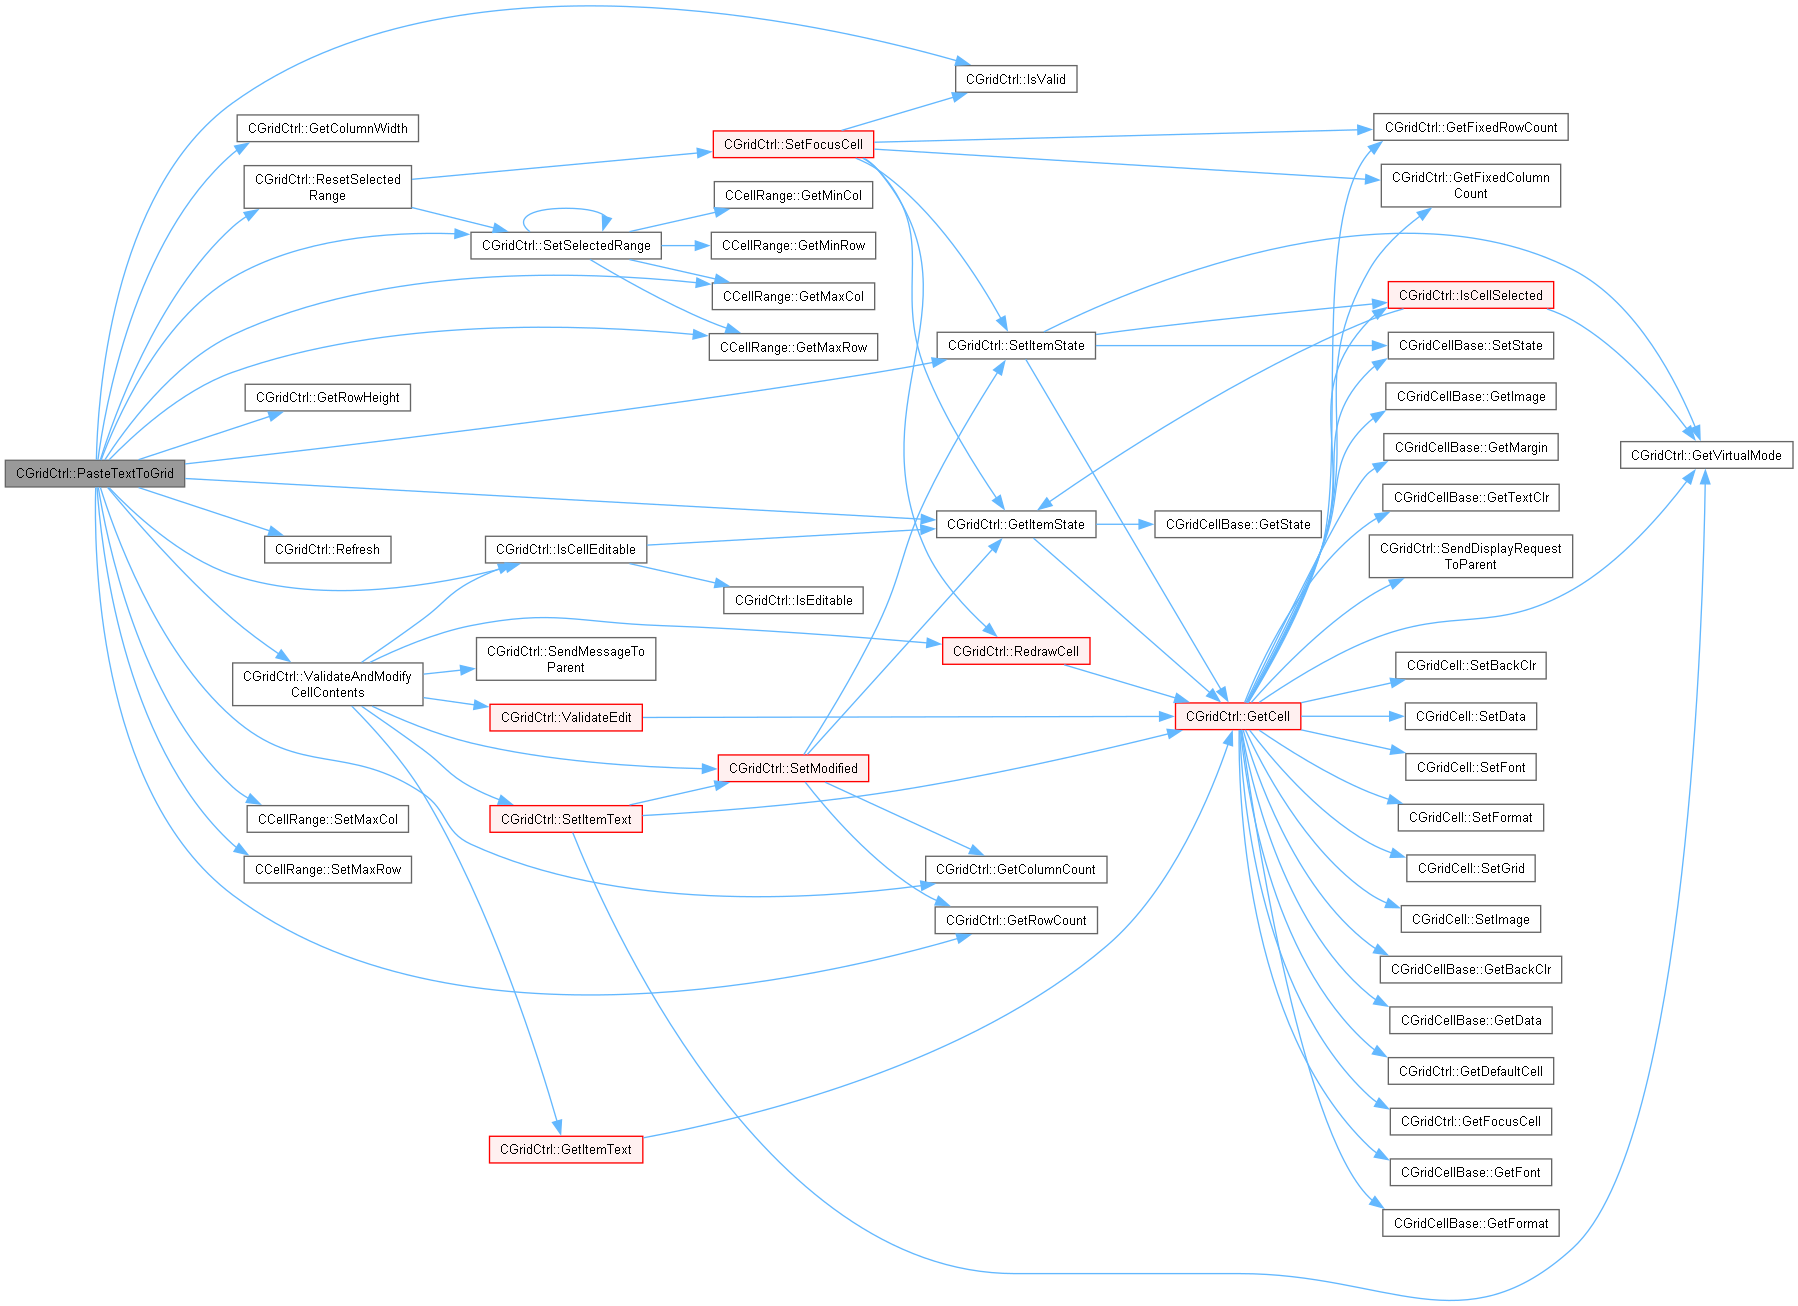 CGridCtrl::PasteTextToGrid
CGridCtrl::GetColumnWidth
CGridCtrl::ResetSelected
Range
CGridCtrl::GetRowHeight
CGridCtrl::Refresh
CGridCtrl::ValidateAndModify
CellContents
CCellRange::SetMaxCol
CCellRange::SetMaxRow
CGridCtrl::SetSelectedRange
CGridCtrl::IsCellEditable
CGridCtrl::SendMessageTo
Parent
CGridCtrl::ValidateEdit
CGridCtrl::SetItemText
CGridCtrl::GetItemText
CGridCtrl::SetFocusCell
CCellRange::GetMinCol
CCellRange::GetMinRow
CCellRange::GetMaxCol
CCellRange::GetMaxRow
CGridCtrl::IsEditable
CGridCtrl::SetModified
CGridCtrl::IsValid
CGridCtrl::SetItemState
CGridCtrl::GetItemState
CGridCtrl::RedrawCell
CGridCtrl::GetColumnCount
CGridCtrl::GetRowCount
CGridCellBase::GetState
CGridCtrl::GetCell
CGridCtrl::GetFixedRowCount
CGridCtrl::GetFixedColumn
Count
CGridCtrl::IsCellSelected
CGridCellBase::SetState
CGridCellBase::GetImage
CGridCellBase::GetMargin
CGridCellBase::GetTextClr
CGridCtrl::SendDisplayRequest
ToParent
CGridCell::SetBackClr
CGridCell::SetData
CGridCell::SetFont
CGridCell::SetFormat
CGridCell::SetGrid
CGridCell::SetImage
CGridCellBase::GetBackClr
CGridCellBase::GetData
CGridCtrl::GetDefaultCell
CGridCtrl::GetFocusCell
CGridCellBase::GetFont
CGridCellBase::GetFormat
CGridCtrl::GetVirtualMode